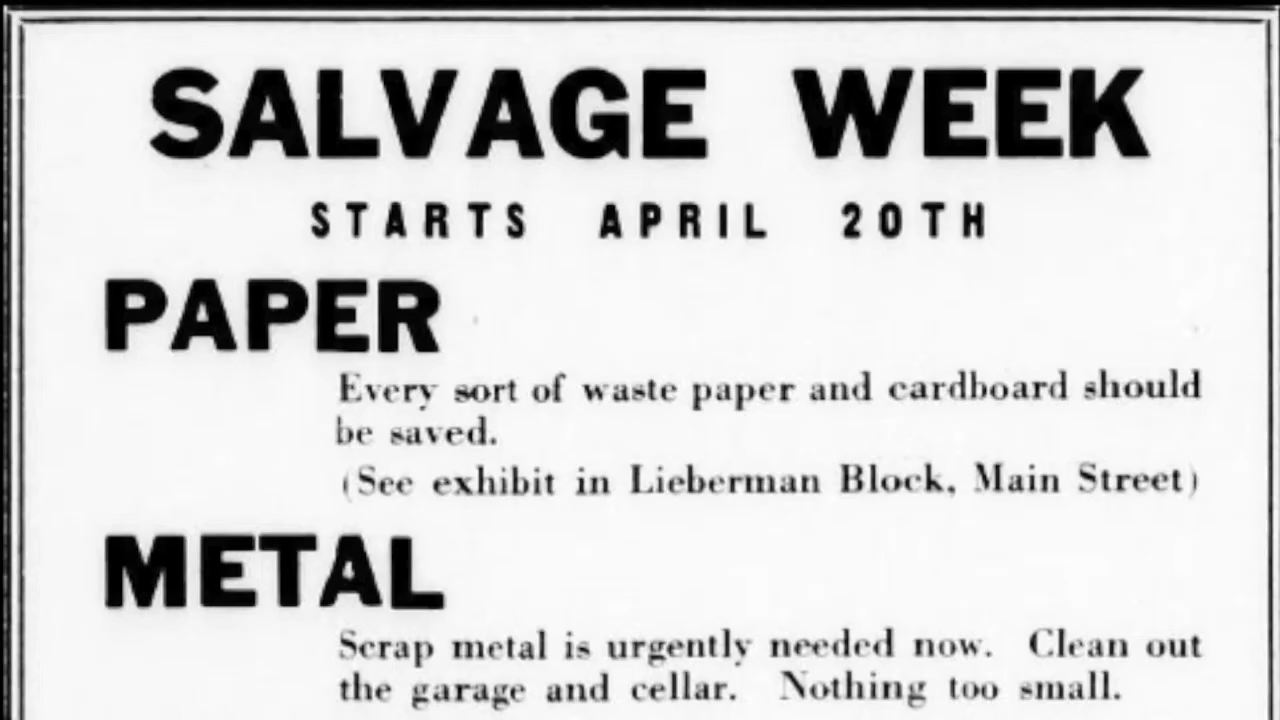 SALVAGE WEEK
STARTS APRIL 20TH
PAPER
Every sort of waste paper and cardboard should
be saved.
(See exhibit in Lieberman Block, Main Street)
METAL
Scrap metal is urgently needed now. Clean out
the garage and cellar. Nothing too small.